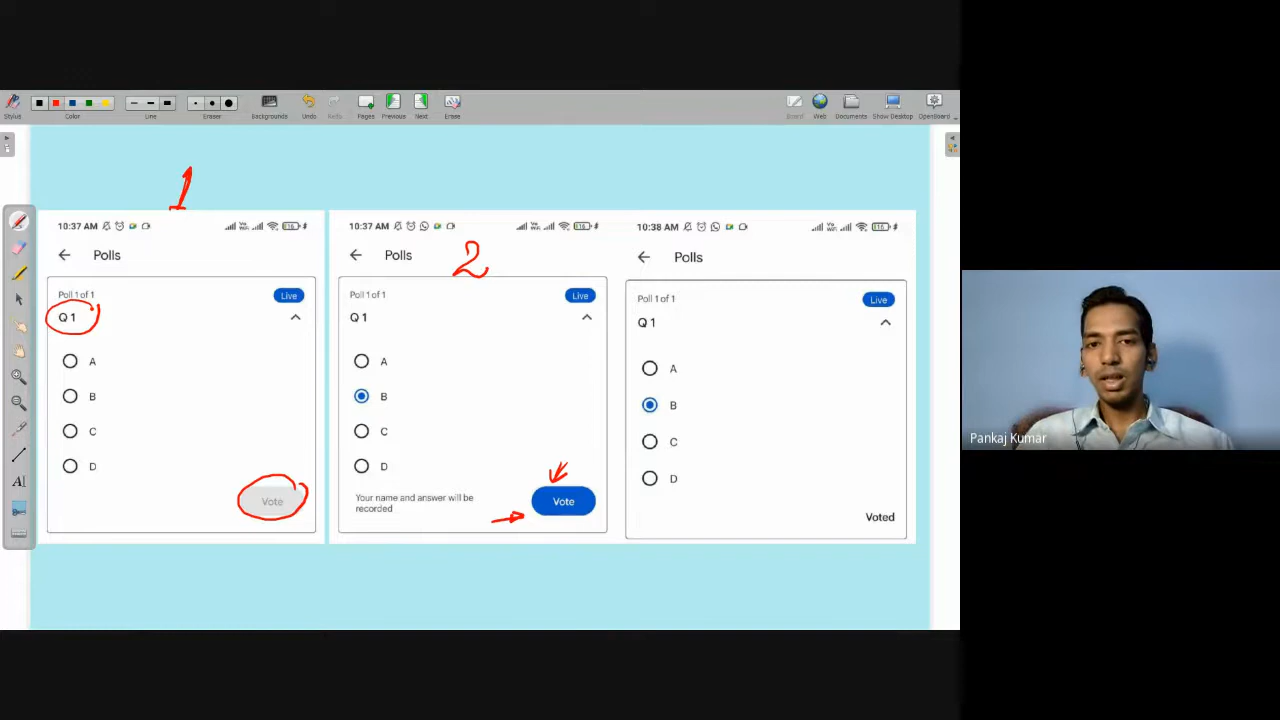 Stylus Color Line Eraser Backgrounds Undo Redo Pages Previous Next Erase Board Web Documents Show Desktop OpenBoard
1
10:37 AM
Polls
Poll 1 of 1
Live
Q 1
A
B
C
D
Vote
10:37 AM
Polls
2
Poll 1 of 1
Live
Q 1
A
B
C
D
Your name and answer will be
recorded
Vote
10:38 AM
Polls
Poll 1 of 1
Live
Q 1
A
B
C
D
Voted
Pankaj Kumar